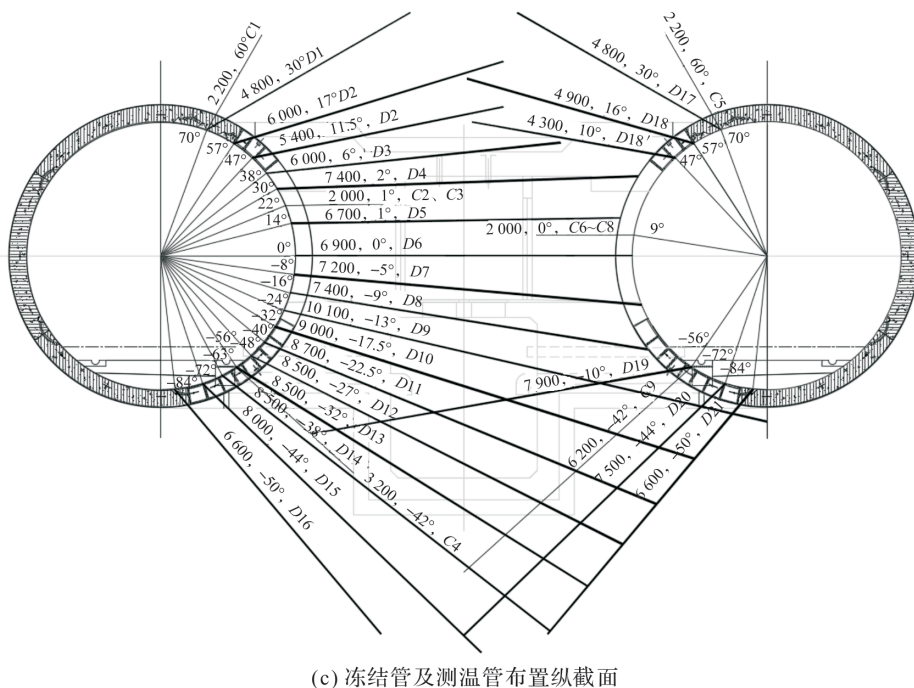 2 200，60°C1
4 800，30°D1
6 000，17°D2
5 400，11.5°，D2
6 000，6°，D3
7 400，2°，D4
2 000，1°，C2、C3
6 700，1°，D5
6 900，0°，D6
7 200，-5°，D7
7 400，-9°，D8
10 100，-13°，D9
9 000，-17.5°，D10
8 700，-22.5°，D11
8 500，-27°，D12
8 500，-32°，D13
8 500，-38°，D14
3 200，-42°，C4
8 000，-44°，D15
6 600，-50°，D16
70°
57°
47°
38°
30°
22°
14°
0°
-8°
-16°
-24°
-32°
-40°
-48°
-56°
-63°
-72°
-84°
2 200，60°，C5
4 800，30°，D17
4 900，16°，D18
4 300，10°，D18′
70°
57°
47°
2 000，0°，C6~C8
9°
-56°
-72°
-84°
7 900，-10°，D19
6 200，-42°，C9
7 500，-44°，D20
6 600，-50°，D21
(c) 冻结管及测温管布置纵截面